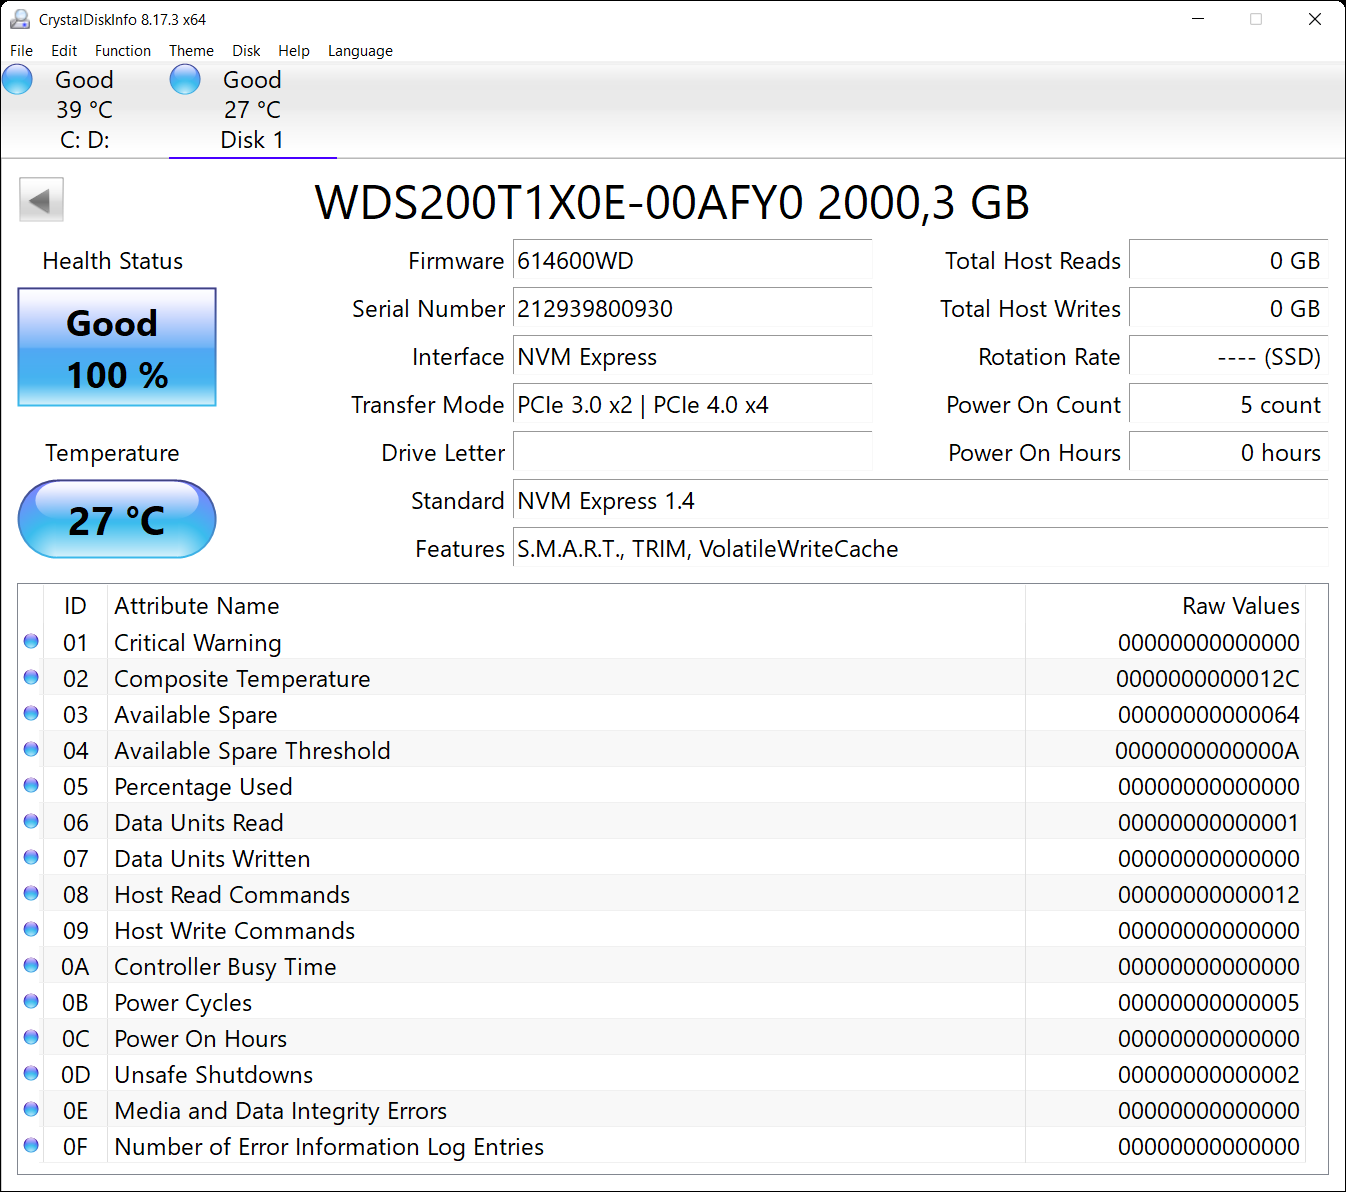 CrystalDiskInfo 8.17.3 x64
File Edit Function Theme Disk Help Language
Good Good
39 °C 27 °C
C: D: Disk 1
WDS200T1X0E-00AFY0 2000,3 GB
Health Status
Good
100 %
Temperature
27 °C
Firmware 614600WD
Serial Number 212939800930
Interface NVM Express
Transfer Mode PCIe 3.0 x2 | PCIe 4.0 x4
Drive Letter
Standard NVM Express 1.4
Features S.M.A.R.T., TRIM, VolatileWriteCache
Total Host Reads 0 GB
Total Host Writes 0 GB
Rotation Rate ---- (SSD)
Power On Count 5 count
Power On Hours 0 hours
ID Attribute Name Raw Values
01 Critical Warning 00000000000000
02 Composite Temperature 0000000000012C
03 Available Spare 00000000000064
04 Available Spare Threshold 0000000000000A
05 Percentage Used 00000000000000
06 Data Units Read 00000000000001
07 Data Units Written 00000000000000
08 Host Read Commands 00000000000012
09 Host Write Commands 00000000000000
0A Controller Busy Time 00000000000000
0B Power Cycles 00000000000005
0C Power On Hours 00000000000000
0D Unsafe Shutdowns 00000000000002
0E Media and Data Integrity Errors 00000000000000
0F Number of Error Information Log Entries 00000000000000